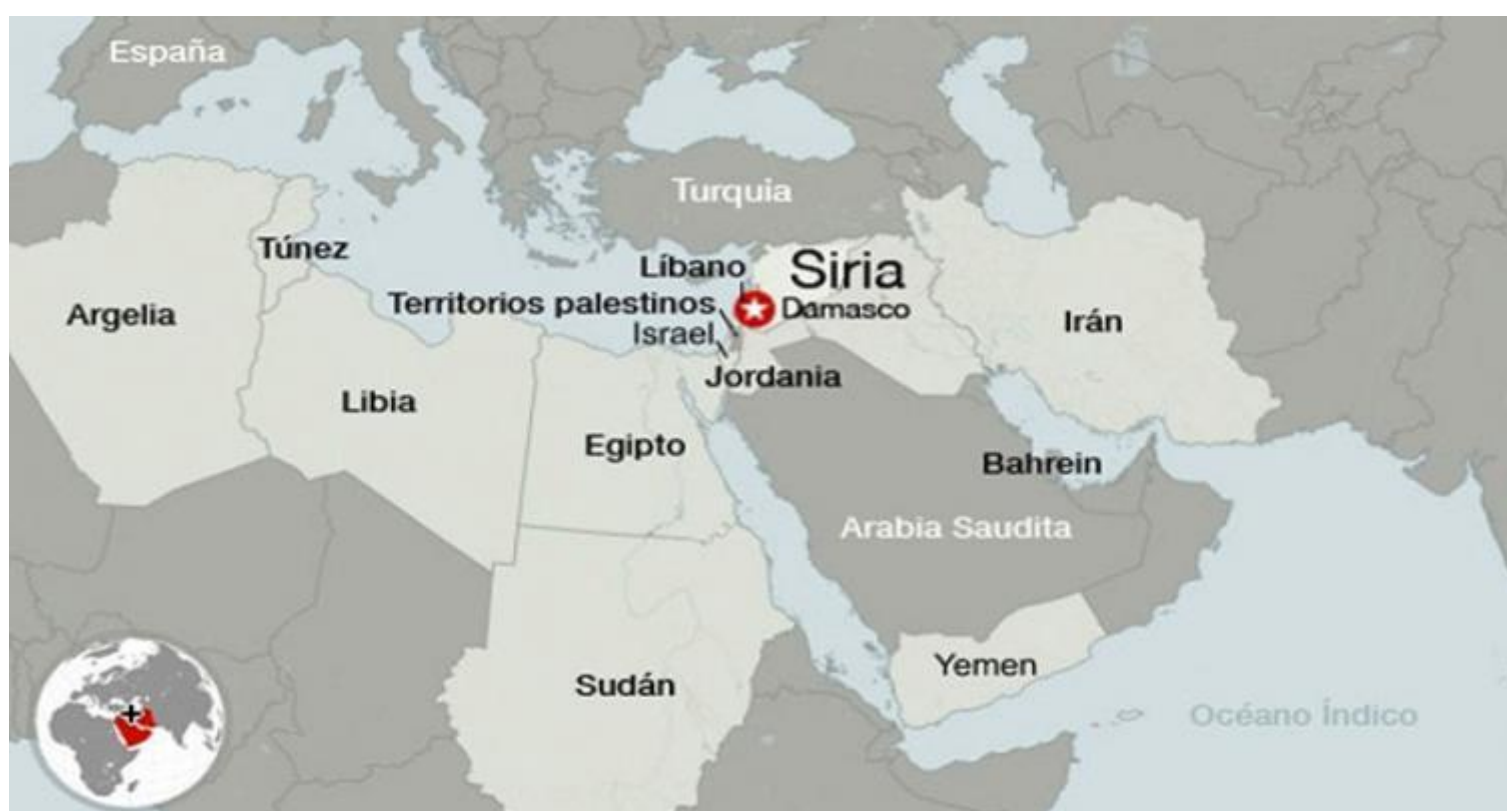 España
Turquia
Túnez
Líbano
Siria
Territorios palestinos
Damasco
Argelia
Israel
Irán
Jordania
Libia
Egipto
Bahrein
Arabia Saudita
Yemen
Sudán
Océano Índico